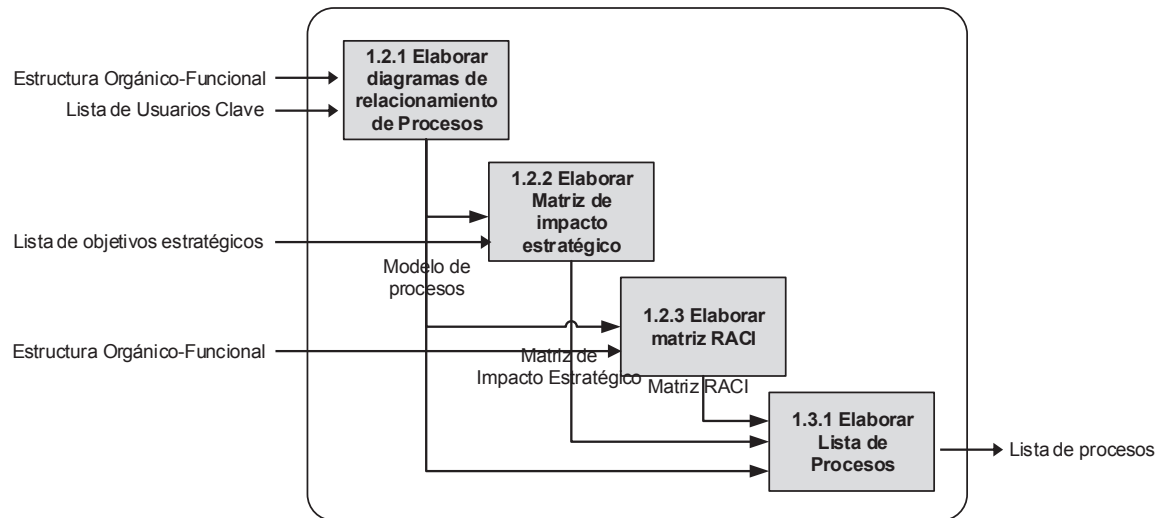 1.2.1 Elaborar
diagramas de
relacionamiento
de Procesos
Estructura Orgánico-Funcional
Lista de Usuarios Clave
1.2.2 Elaborar
Matriz de
impacto
estratégico
Lista de objetivos estratégicos
Modelo de
procesos
1.2.3 Elaborar
matriz RACI
Estructura Orgánico-Funcional
Matriz de
Impacto Estratégico
Matriz RACI
1.3.1 Elaborar
Lista de
Procesos
Lista de procesos